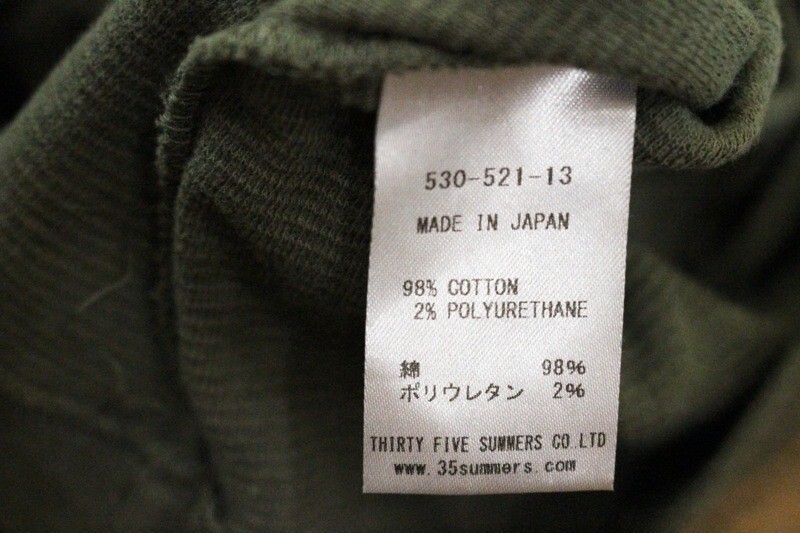 530-521-13
MADE IN JAPAN
98% COTTON
2% POLYURETHANE
綿 98%
ポリウレタン 2%
THIRTY FIVE SUMMERS CO.LTD
www.35summers.com